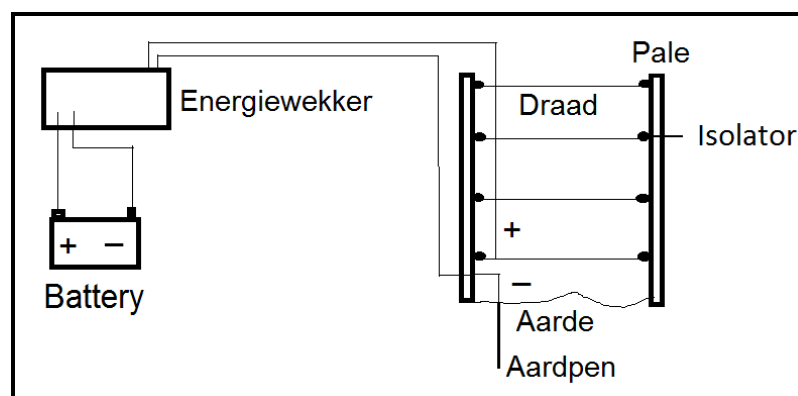 Pale
Energiewekker
Draad
Isolator
+
+ −
−
Battery
Aarde
Aardpen